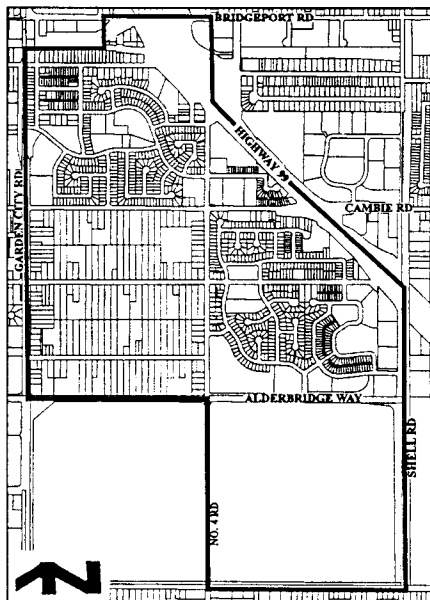 BRIDGEPORT RD
HIGHWAY 99
GARDEN CITY RD
CAMBIE RD
ALDERBRIDGE WAY
SHELL RD
NO. 4 RD
N